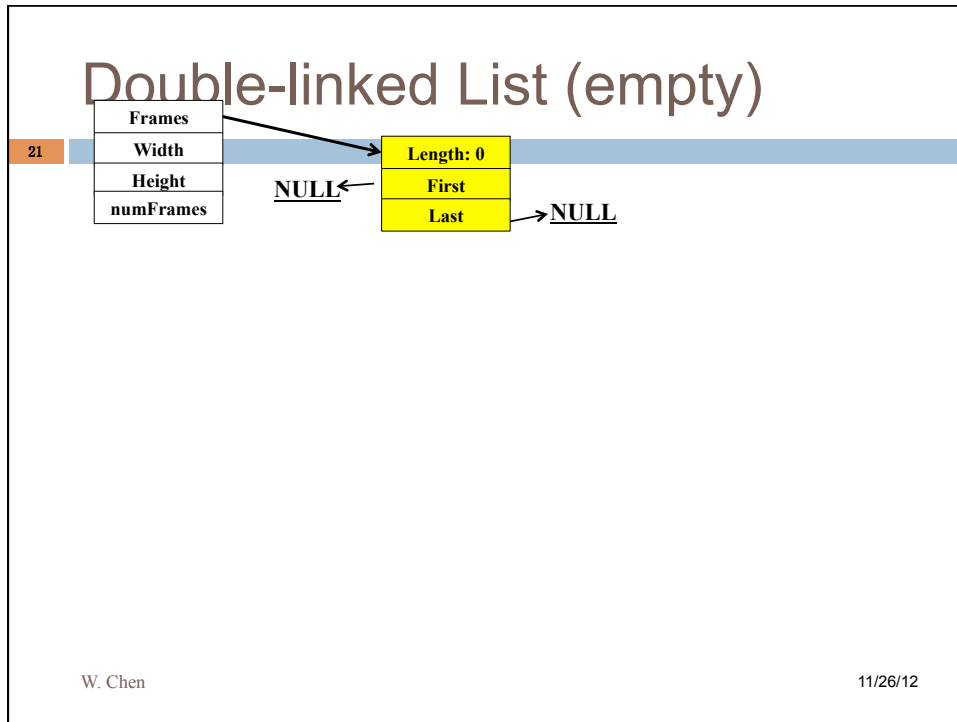 Double-linked List (empty)
21
Frames
Width
Height
numFrames
Length: 0
First
Last
NULL
NULL
W. Chen
11/26/12